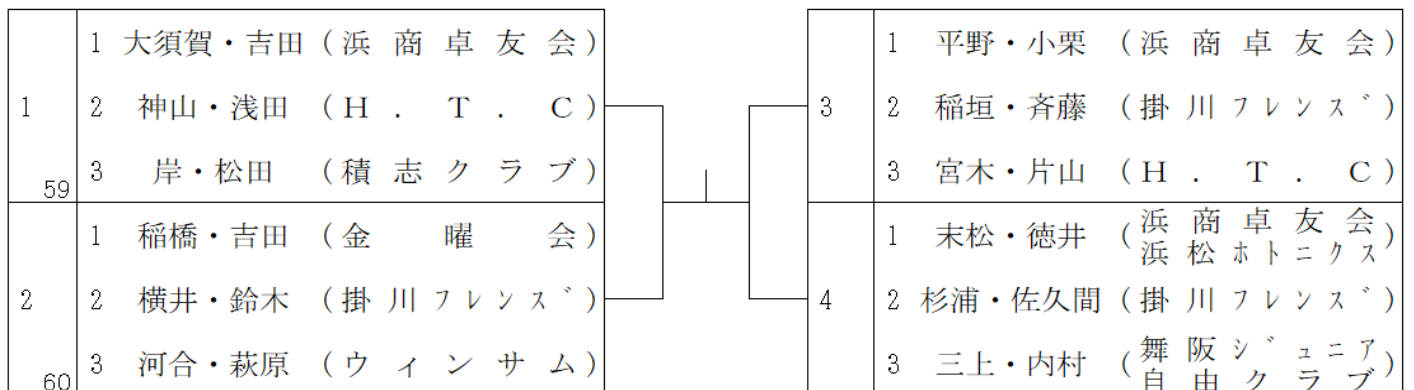 1
1 大須賀・吉田 (浜商卓友会)
2 神山・浅田 (H.T.C)
3 岸・松田 (積志クラブ)
59
2
1 稲橋・吉田 (金曜会)
2 横井・鈴木 (掛川フレンズ゛)
3 河合・萩原 (ウィンサム)
60
3
1 平野・小栗 (浜商卓友会)
2 稲垣・斉藤 (掛川フレンズ゛)
3 宮木・片山 (H.T.C)
4
1 末松・徳井 (浜商卓友会
浜松ホトニクス)
2 杉浦・佐久間 (掛川フレンズ゛)
3 三上・内村 (舞阪ジュニア
自由クラブ)